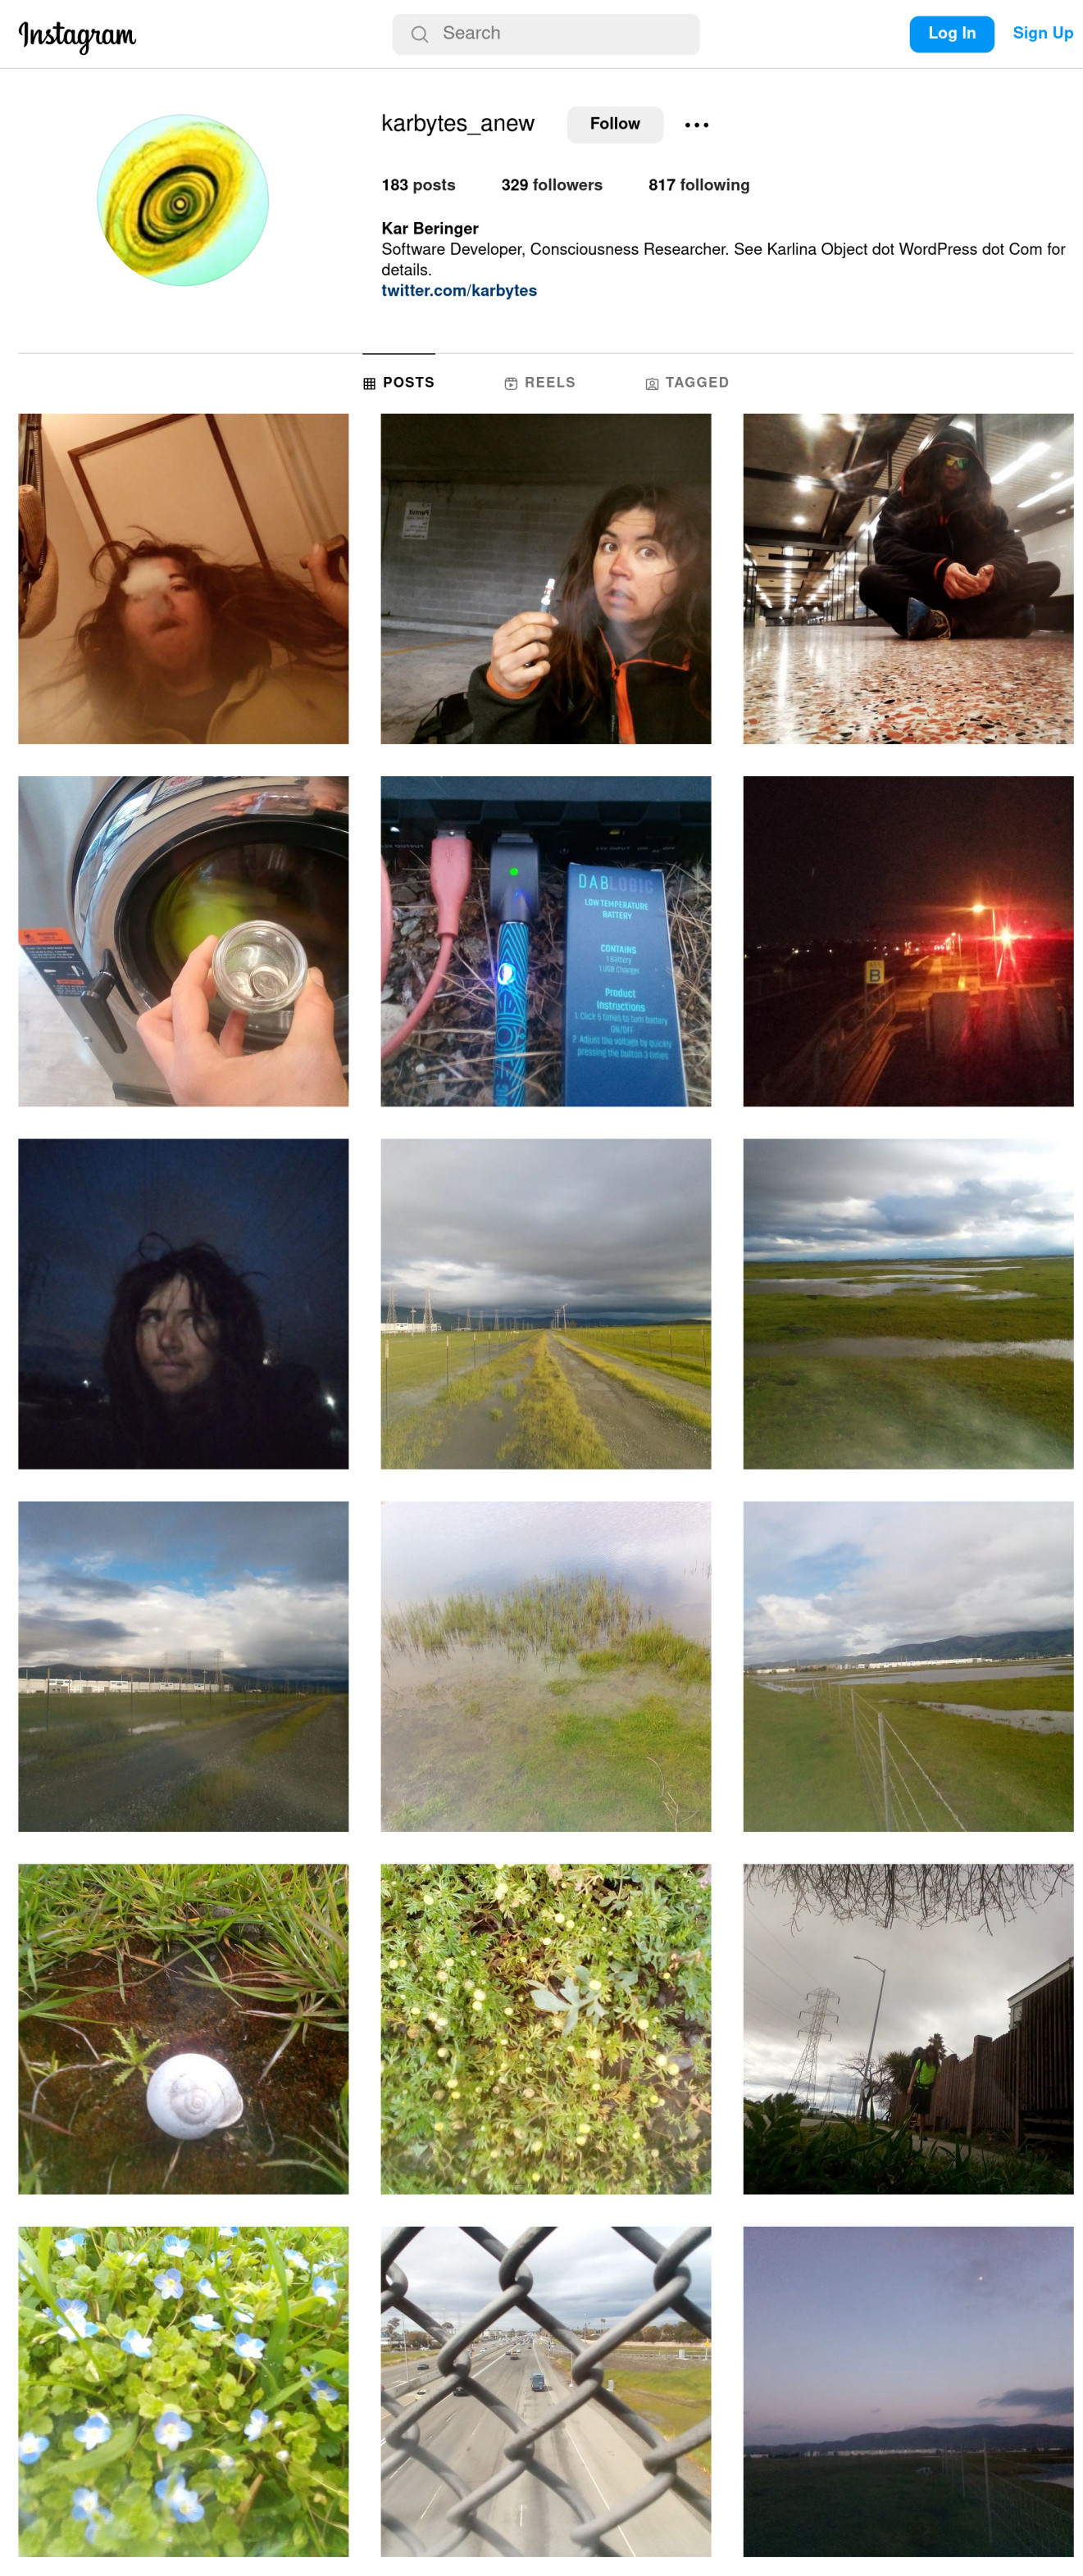 Instagram
Search
Log In
Sign Up
karbytes_anew
Follow
183 posts
329 followers
817 following
Kar Beringer
Software Developer, Consciousness Researcher. See Karlina Object dot WordPress dot Com for
details.
twitter.com/karbytes
POSTS
REELS
TAGGED
Permit
DABLOGIC
LOW TEMPERATURE
BATTERY
CONTAINS
1 Battery
1 USB Charger
Product
Instructions
1 Click 5 times to turn battery
ON/OFF
2 Adjust the voltage by quickly
pressing the button 3 times
B